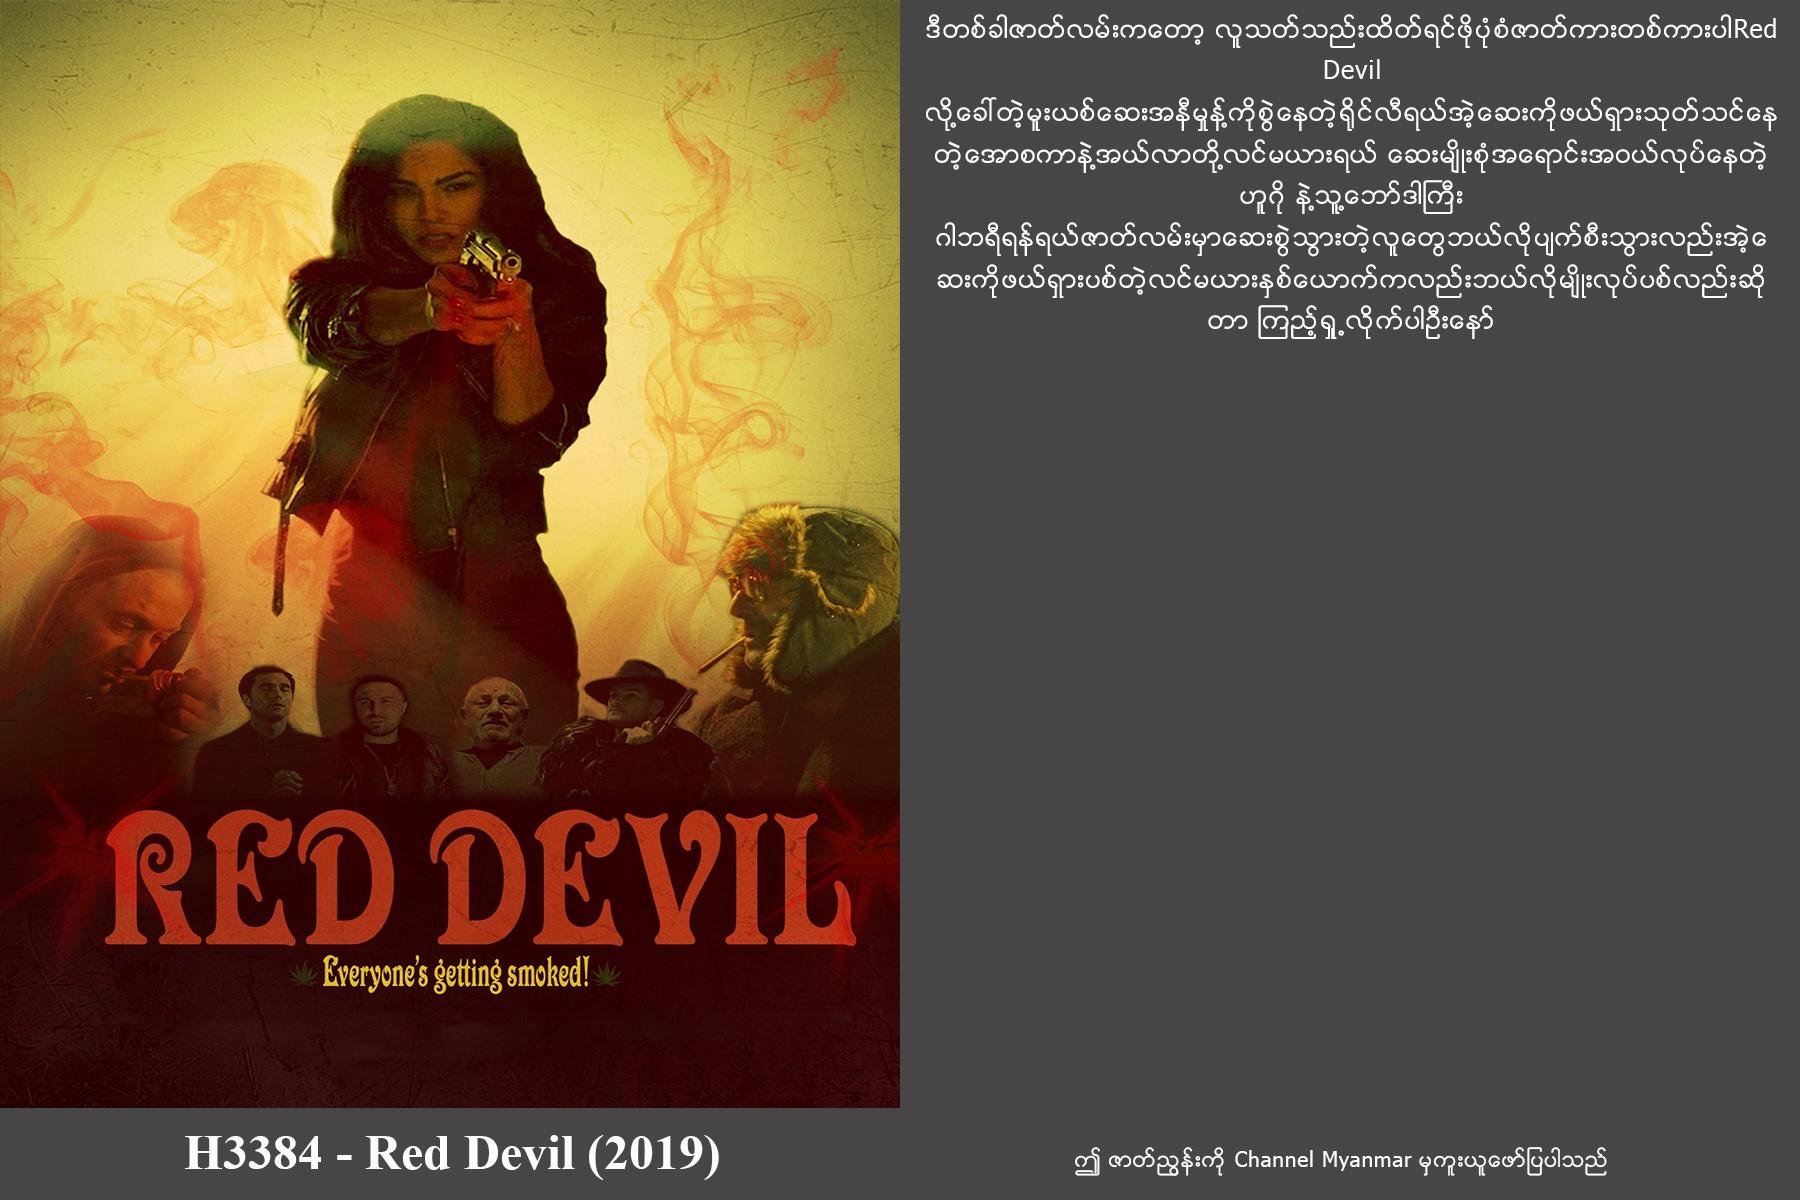 RED DEVIL
Everyone's getting smoked!
H3384 - Red Devil (2019)
ဒီတစ်ခါဇာတ်လမ်းကတော့ လူသတ်သည်းထိတ်ရင်ဖိုပုံစံဇာတ်ကားတစ်ကားပါRed
Devil
လို့ခေါ်တဲ့မူးယစ်ဆေးအနီမှုန့်ကိုစွဲနေတဲ့ရိုင်လီရယ်အဲ့ဆေးကိုဖယ်ရှားသုတ်သင်နေ
တဲ့အောစကာနဲ့အယ်လာတို့လင်မယားရယ် ဆေးမျိုးစုံအရောင်းအဝယ်လုပ်နေတဲ့
ဟူဂို နဲ့သူ့ဘော်ဒါကြီး
ဂါဘရီရန်ရယ်ဇာတ်လမ်းမှာဆေးစွဲသွားတဲ့လူတွေဘယ်လိုပျက်စီးသွားလည်းအဲ့ေ
ဆးကိုဖယ်ရှားပစ်တဲ့လင်မယားနှစ်ယောက်ကလည်းဘယ်လိုမျိုးလုပ်ပစ်လည်းဆို
တာ ကြည့်ရှု့လိုက်ပါဦးနော်
ဤ ဇာတ်ညွှန်းကို Channel Myanmar မှကူးယူဖော်ပြပါသည်